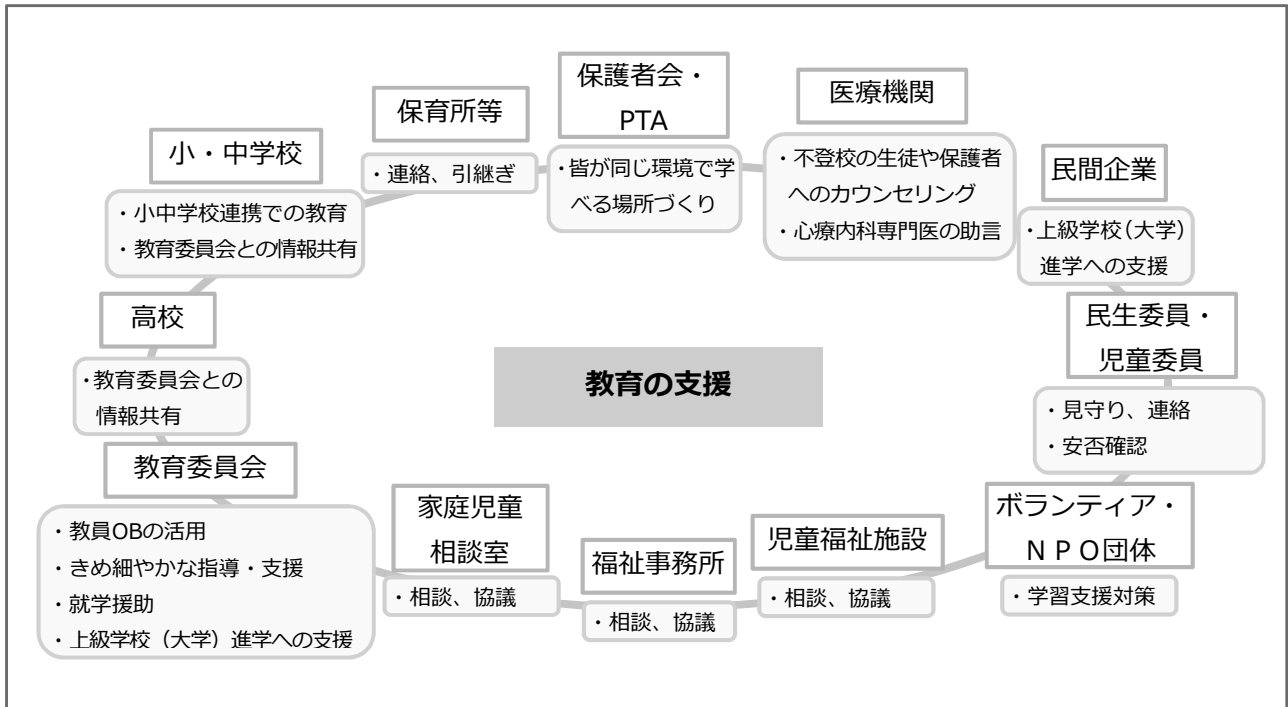 保護者会・
PTA
・皆が同じ環境で学
べる場所づくり
医療機関
・不登校の生徒や保護者
へのカウンセリング
・心療内科専門医の助言
民間企業
・上級学校（大学）
進学への支援
民生委員・
児童委員
・見守り、連絡
・安否確認
ボランティア・
ＮＰＯ団体
・学習支援対策
児童福祉施設
・相談、協議
福祉事務所
・相談、協議
家庭児童
相談室
・相談、協議
教育委員会
・教員OBの活用
・きめ細やかな指導・支援
・就学援助
・上級学校（大学）進学への支援
高校
・教育委員会との
情報共有
小・中学校
・小中学校連携での教育
・教育委員会との情報共有
保育所等
・連絡、引継ぎ
教育の支援